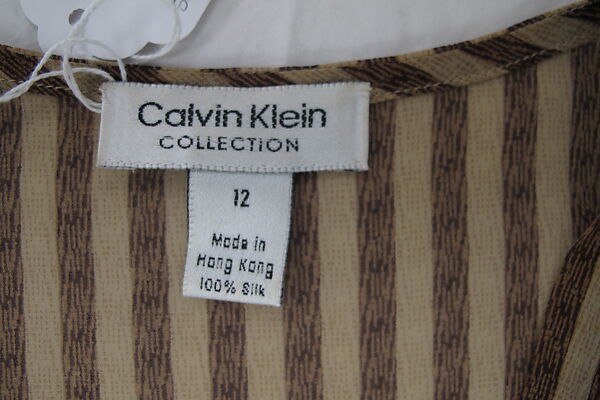 Calvin Klein
COLLECTION
12
Made in
Hong Kong
100% Silk